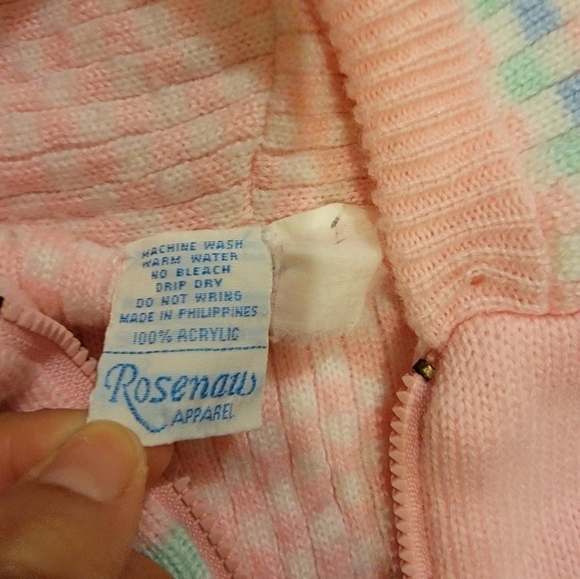 MACHINE WASH
WARM WATER
NO BLEACH
DRIP DRY
DO NOT WRING
MADE IN PHILIPPINES
100% ACRYLIC
Rosenau
APPAREL